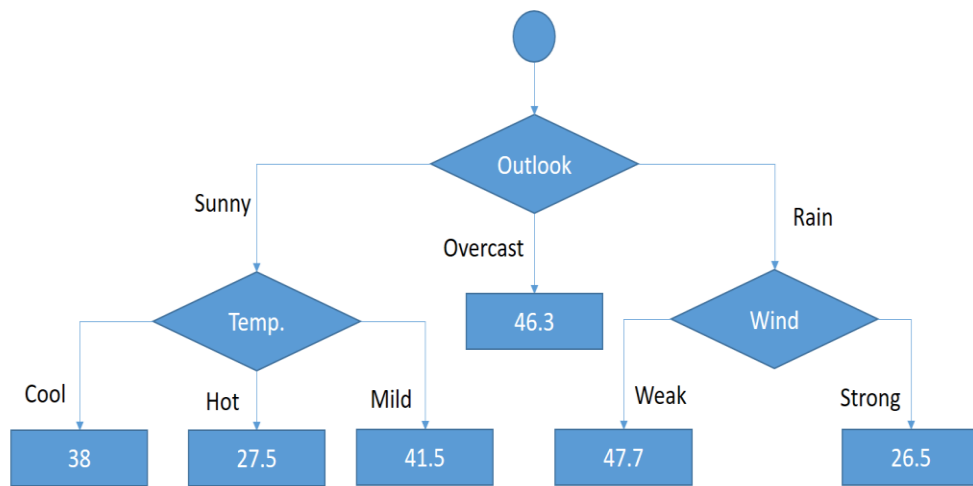 Outlook
Sunny
Rain
Overcast
46.3
Temp.
Wind
Cool
Hot
Mild
Weak
Strong
38
27.5
41.5
47.7
26.5